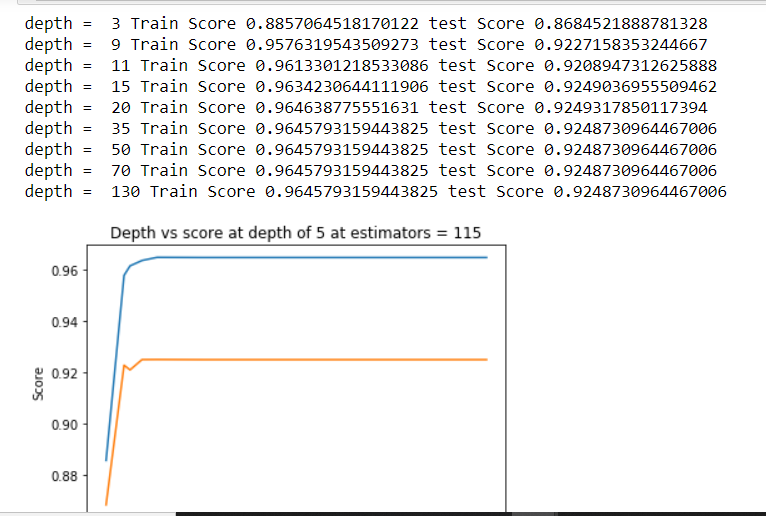 depth =  3 Train Score 0.8857064518170122 test Score 0.8684521888781328
depth =  9 Train Score 0.9576319543509273 test Score 0.9227158353244667
depth =  11 Train Score 0.9613301218533086 test Score 0.9208947312625888
depth =  15 Train Score 0.9634230644111906 test Score 0.9249036955509462
depth =  20 Train Score 0.964638775551631 test Score 0.9249317850117394
depth =  35 Train Score 0.9645793159443825 test Score 0.9248730964467006
depth =  50 Train Score 0.9645793159443825 test Score 0.9248730964467006
depth =  70 Train Score 0.9645793159443825 test Score 0.9248730964467006
depth =  130 Train Score 0.9645793159443825 test Score 0.9248730964467006
Depth vs score at depth of 5 at estimators = 115
0.96
0.94
0.92
Score
0.90
0.88